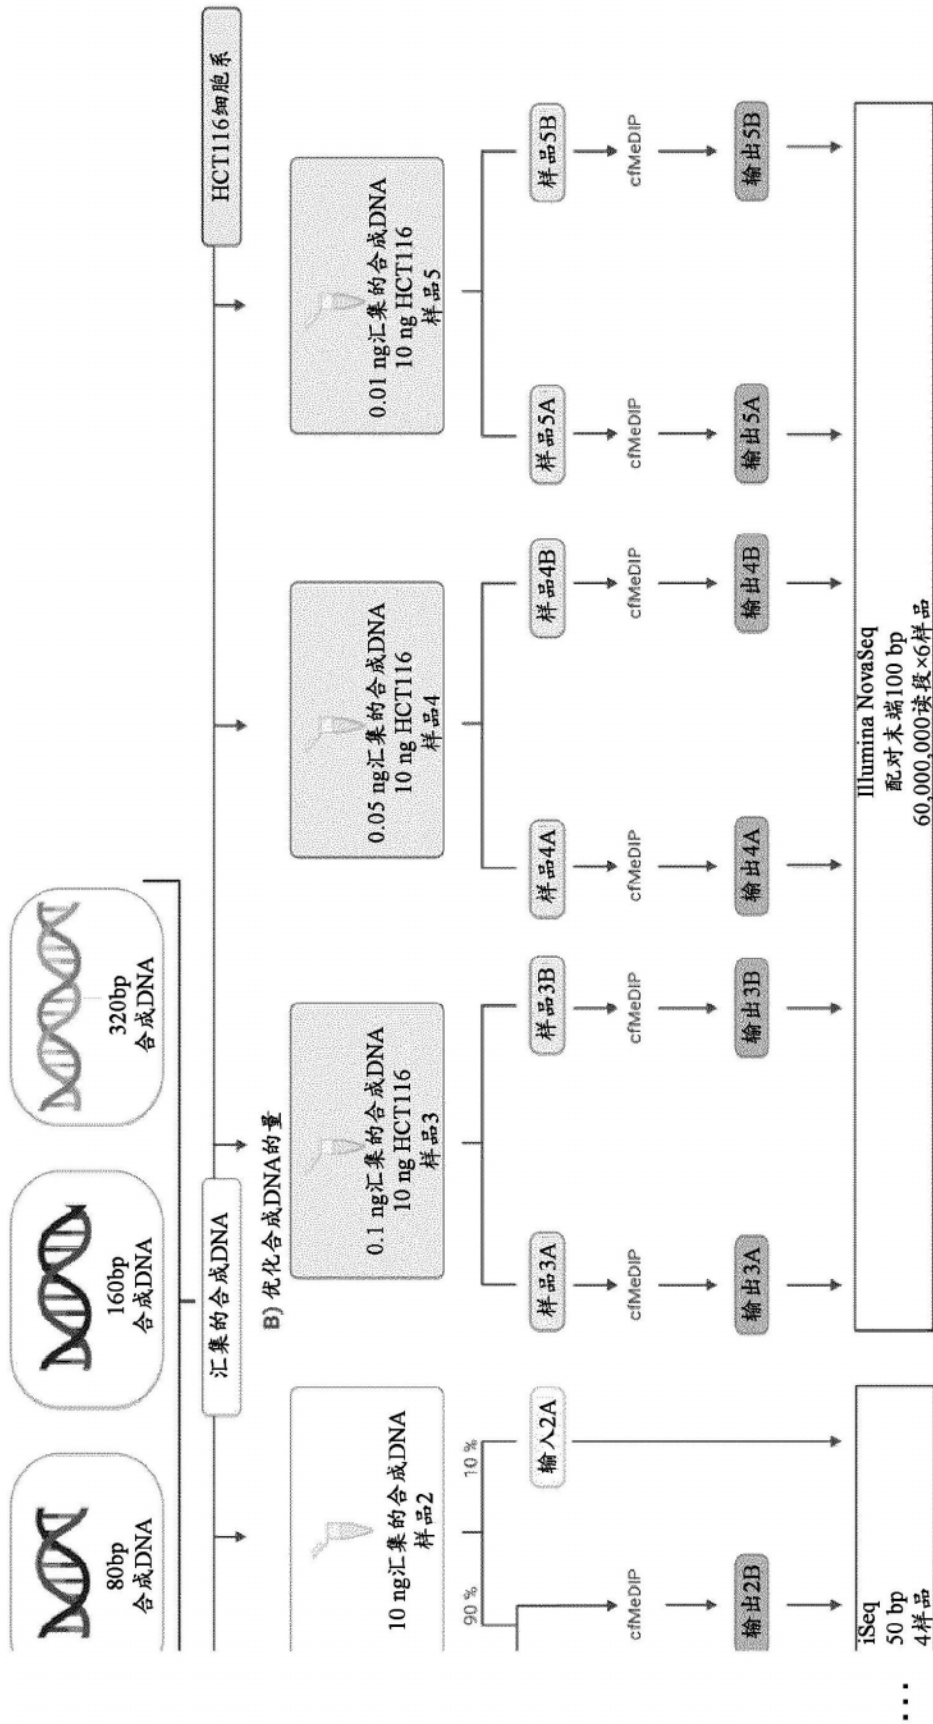 80bp
合成DNA
160bp
合成DNA
320bp
合成DNA
汇集的合成DNA
HCT116细胞系
B) 优化合成DNA的量
10 ng汇集的合成DNA
样品2
0.1 ng汇集的合成DNA
10 ng HCT116
样品3
0.05 ng汇集的合成DNA
10 ng HCT116
样品4
0.01 ng汇集的合成DNA
10 ng HCT116
样品5
90 %
10 %
输入2A
样品3A
样品3B
样品4A
样品4B
样品5A
样品5B
cfMeDIP
cfMeDIP
cfMeDIP
cfMeDIP
cfMeDIP
cfMeDIP
cfMeDIP
输出2B
输出3A
输出3B
输出4A
输出4B
输出5A
输出5B
iSeq
50 bp
4样品
Illumina NovaSeq
配对末端100 bp
60,000,000读段×6样品
...